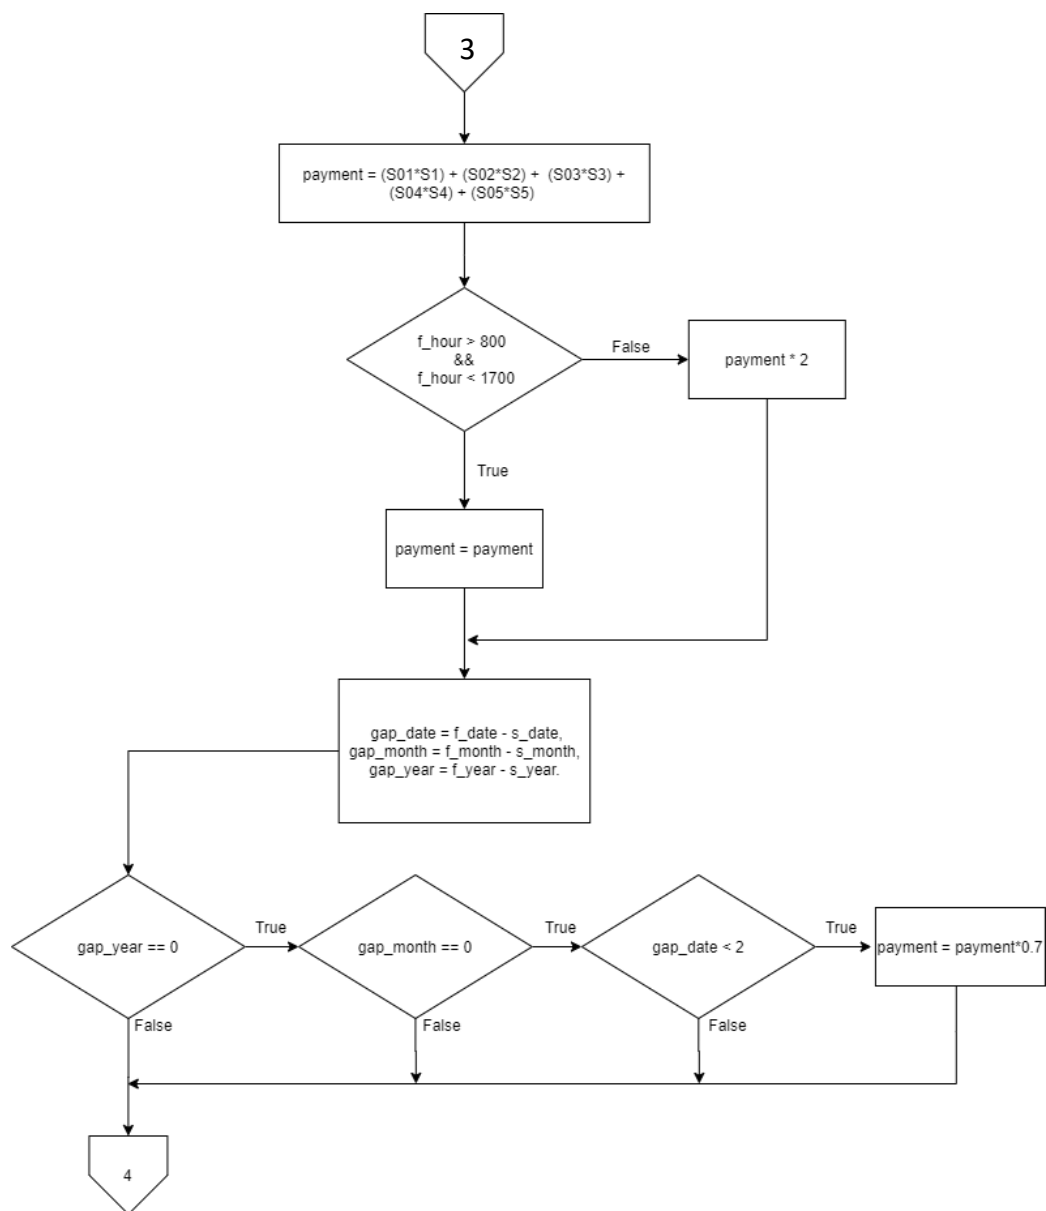 3
payment = (S01*S1) + (S02*S2) + (S03*S3) +
(S04*S4) + (S05*S5)
f_hour > 800
&&
f_hour < 1700
False
payment * 2
True
payment = payment
gap_date = f_date - s_date,
gap_month = f_month - s_month,
gap_year = f_year - s_year.
gap_year == 0
True
gap_month == 0
True
gap_date < 2
True
payment = payment*0.7
False
False
False
4